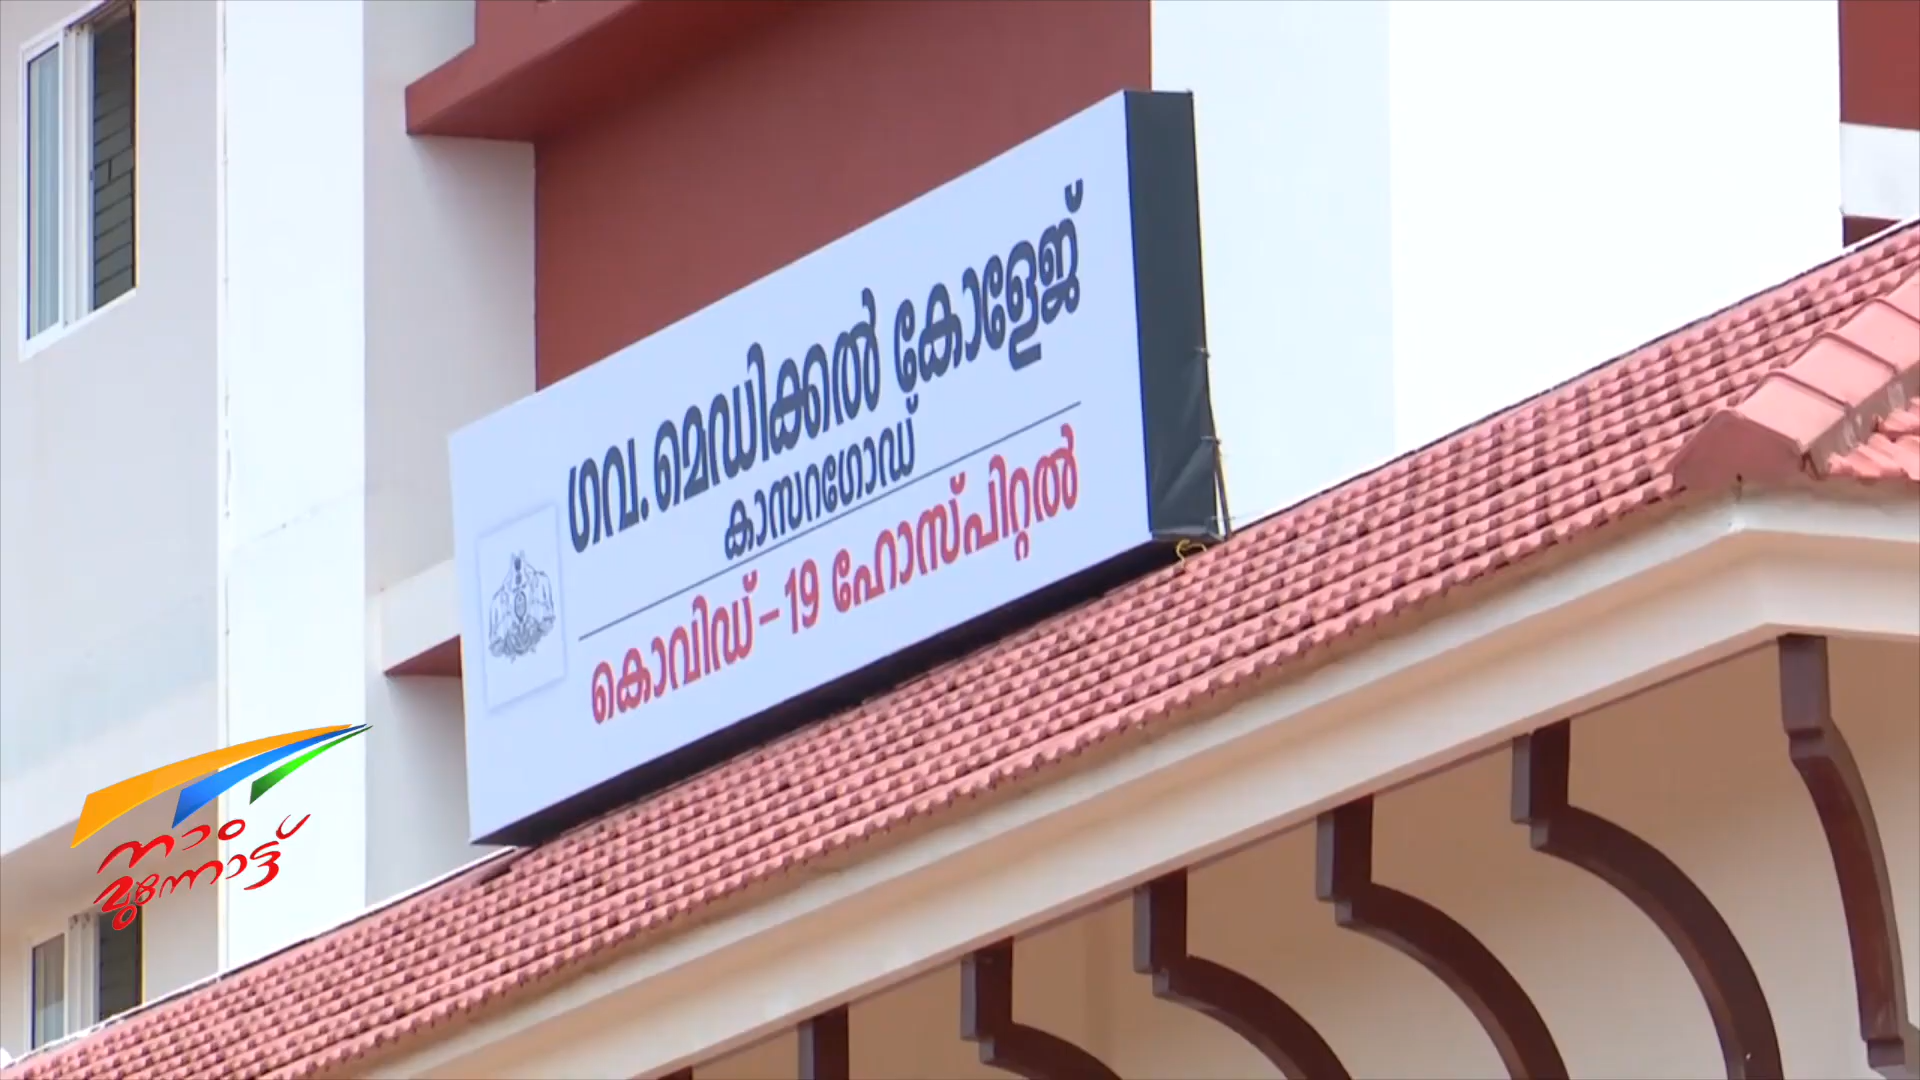 ഗവ. മെഡിക്കൽ കോളേജ്
കാസറഗോഡ്
കൊവിഡ് – 19 ഹോസ്പിറ്റൽ
നാം
മുന്നോട്ട്